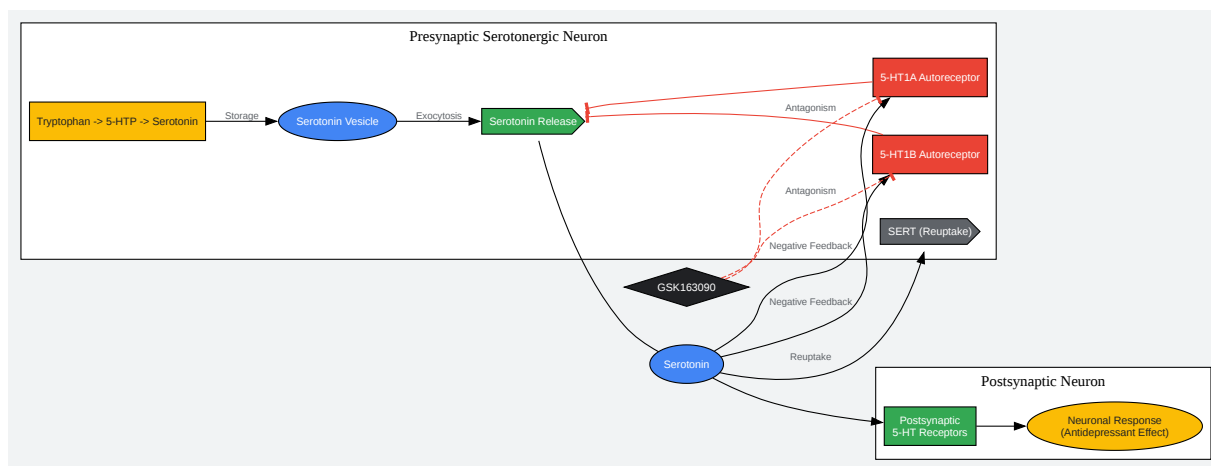 Presynaptic Serotonergic Neuron
Tryptophan -> 5-HTP -> Serotonin
Storage
Serotonin Vesicle
Exocytosis
Serotonin Release
Antagonism
5-HT1A Autoreceptor
5-HT1B Autoreceptor
Antagonism
SERT (Reuptake)
Negative Feedback
GSK163090
Negative Feedback
Serotonin
Reuptake
Postsynaptic Neuron
Postsynaptic
5-HT Receptors
Neuronal Response
(Antidepressant Effect)